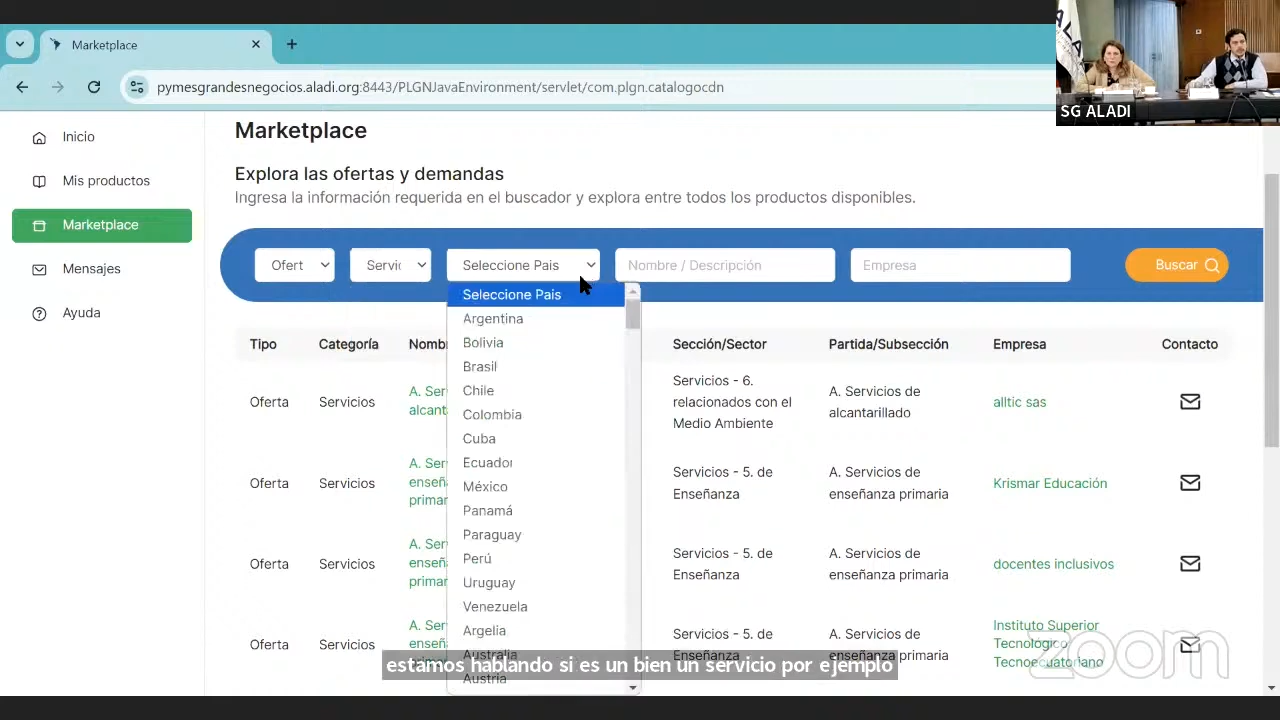 Marketplace
pymesgrandesnegocios.aladi.org:8443/PLGNJavaEnvironment/servlet/com.plgn.catalogocdn
SG ALADI
Inicio
Mis productos
Marketplace
Mensajes
Ayuda
Marketplace
Explora las ofertas y demandas
Ingresa la información requerida en el buscador y explora entre todos los productos disponibles.
Ofert
Servic
Seleccione Pais
Nombre / Descripción
Empresa
Buscar
Seleccione Pais
Argentina
Bolivia
Brasil
Chile
Colombia
Cuba
Ecuador
México
Panamá
Paraguay
Perú
Uruguay
Venezuela
Argelia
Australia
Austria
Tipo Categoría Nomb Sección/Sector Partida/Subsección Empresa Contacto
Oferta
Servicios
A. Ser
alcant
Servicios - 6.
relacionados con el
Medio Ambiente
A. Servicios de
alcantarillado
alltic sas
Oferta
Servicios
A. Ser
enseñ
primar
Servicios - 5. de
Enseñanza
A. Servicios de
enseñanza primaria
Krismar Educación
Oferta
Servicios
A. Ser
enseñ
primar
Servicios - 5. de
Enseñanza
A. Servicios de
enseñanza primaria
docentes inclusivos
Oferta
Servicios
A. Ser
enseñ
Servicios - 5. de
Enseñanza
A. Servicios de
enseñanza primaria
Instituto Superior
Tecnológico
Tecnoecuatoriano
zoom
estamos hablando si es un bien un servicio por ejemplo